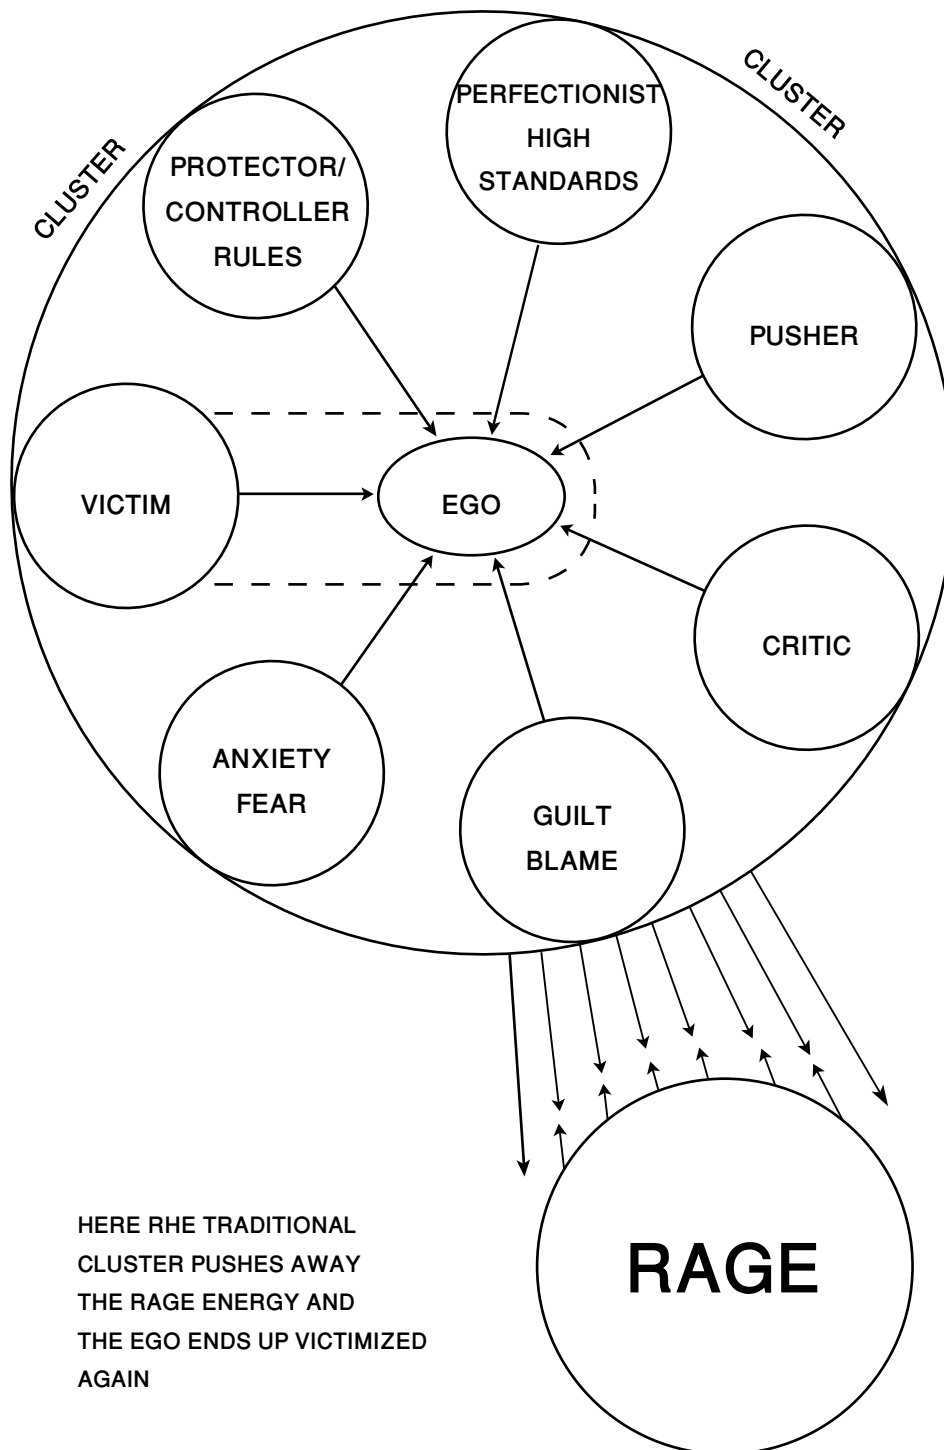 CLUSTER
CLUSTER
PERFECTIONIST
HIGH
STANDARDS
PROTECTOR/
CONTROLLER
RULES
PUSHER
VICTIM
EGO
CRITIC
ANXIETY
FEAR
GUILT
BLAME
RAGE
HERE RHE TRADITIONAL
CLUSTER PUSHES AWAY
THE RAGE ENERGY AND
THE EGO ENDS UP VICTIMIZED
AGAIN